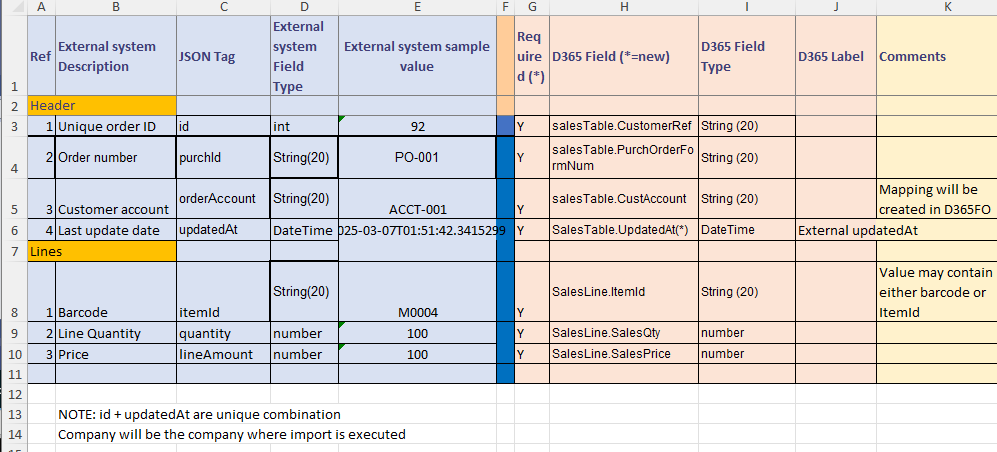 A B C D E F G H I J K
1 Ref External system Description JSON Tag External system Field Type External system sample value Required (*) D365 Field (*=new) D365 Field Type D365 Label Comments
2 Header
3 1 Unique order ID id int 92 Y salesTable.CustomerRef String (20)
4 2 Order number purchId String(20) PO-001 Y salesTable.PurchOrderFormNum String (20)
5 3 Customer account orderAccount String(20) ACCT-001 Y salesTable.CustAccount String (20) Mapping will be created in D365FO
6 4 Last update date updatedAt DateTime 025-03-07T01:51:42.3415299 Y SalesTable.UpdatedAt(*) DateTime External updatedAt
7 Lines
8 1 Barcode itemId String(20) M0004 Y SalesLine.ItemId String (20) Value may contain either barcode or ItemId
9 2 Line Quantity quantity number 100 Y SalesLine.SalesQty number
10 3 Price lineAmount number 100 Y SalesLine.SalesPrice number
11
12
13 NOTE: id + updatedAt are unique combination
14 Company will be the company where import is executed